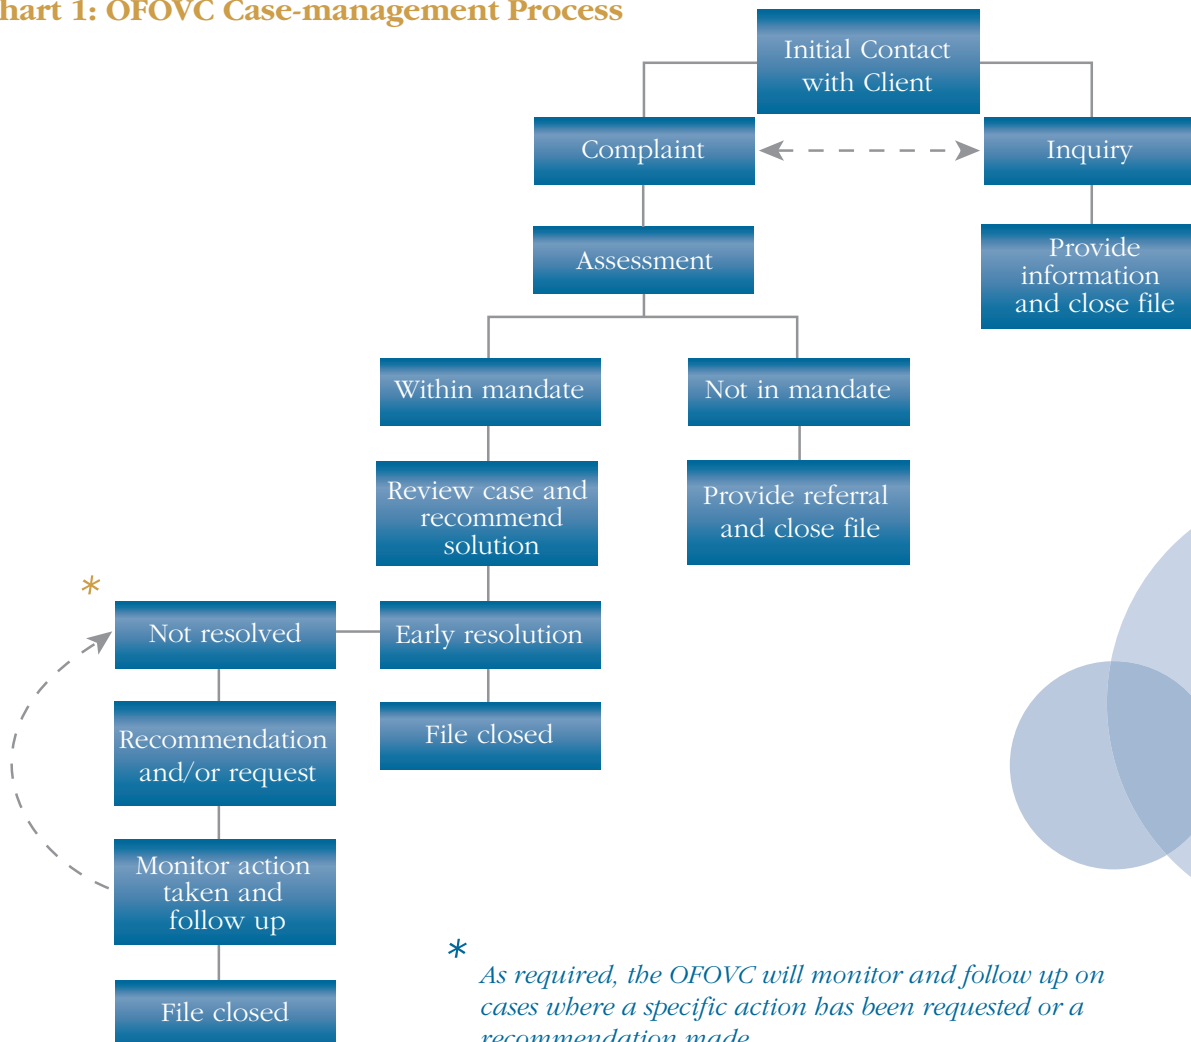 hart 1: OFOVC Case-management Process
Initial Contact
with Client
Complaint
Inquiry
Assessment
Provide
information
and close file
Within mandate
Not in mandate
Review case and
recommend
solution
Provide referral
and close file
*
Not resolved
Early resolution
Recommendation
and/or request
File closed
Monitor action
taken and
follow up
File closed
*
As required, the OFOVC will monitor and follow up on
cases where a specific action has been requested or a
recommendation made